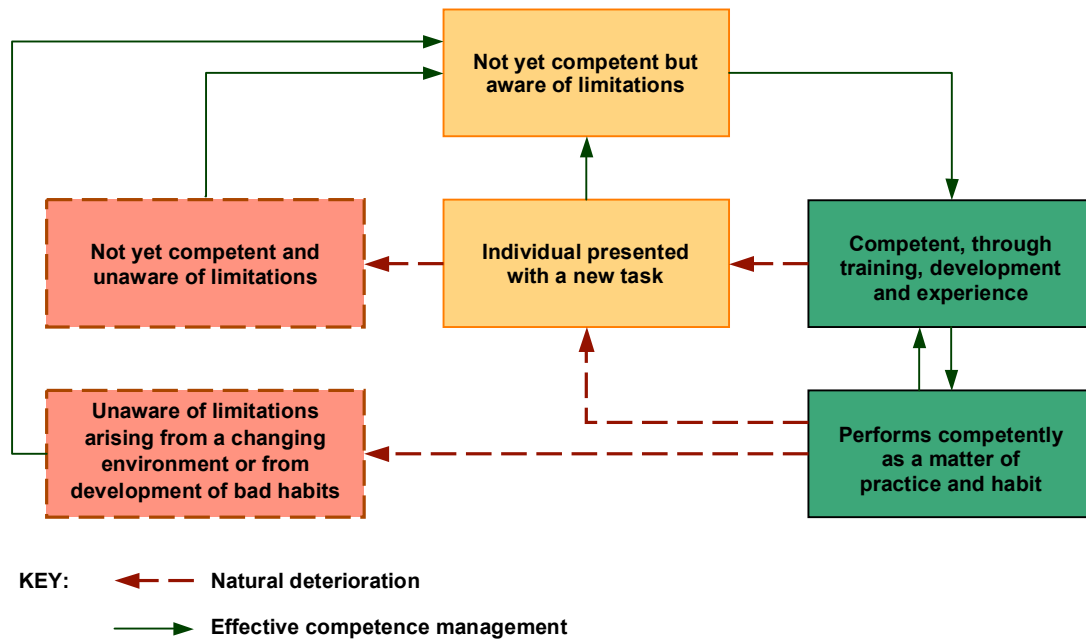 Not yet competent but
aware of limitations
Not yet competent and
unaware of limitations
Individual presented
with a new task
Competent, through
training, development
and experience
Unaware of limitations
arising from a changing
environment or from
development of bad habits
Performs competently
as a matter of
practice and habit
KEY:
Natural deterioration
Effective competence management